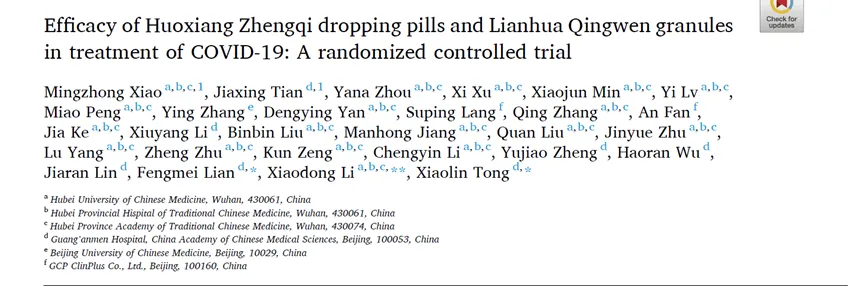 Efficacy of Huoxiang Zhengqi dropping pills and Lianhua Qingwen granules
in treatment of COVID-19: A randomized controlled trial
Check for
updates
Mingzhong Xiao a,b,c,1, Jiaxing Tian d,1, Yana Zhou a,b,c, Xi Xu a,b,c, Xiaojun Min a,b,c, Yi Lv a,b,c,
Miao Peng a,b,c, Ying Zhang e, Dengying Yan a,b,c, Suping Lang f, Qing Zhang a,b,c, An Fan f,
Jia Ke a,b,c, Xiuyang Li d, Binbin Liu a,b,c, Manhong Jiang a,b,c, Quan Liu a,b,c, Jinyue Zhu a,b,c,
Lu Yang a,b,c, Zheng Zhu a,b,c, Kun Zeng a,b,c, Chengyin Li a,b,c, Yujiao Zheng d, Haoran Wu d,
Jiaran Lin d, Fengmei Lian d,*, Xiaodong Li a,b,c,**, Xiaolin Tong d,*
a Hubei University of Chinese Medicine, Wuhan, 430061, China
b Hubei Provincial Hispital of Traditional Chinese Medicine, Wuhan, 430061, China
c Hubei Province Academy of Traditional Chinese Medicine, Wuhan, 430074, China
d Guang'anmen Hospital, China Academy of Chinese Medical Sciences, Beijing, 100053, China
e Beijing University of Chinese Medicine, Beijing, 10029, China
f GCP ClinPlus Co., Ltd., Beijing, 100160, China